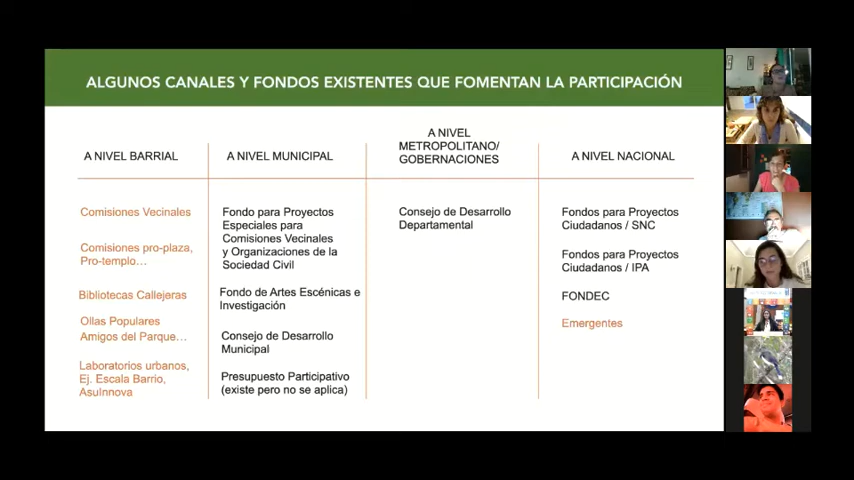 ALGUNOS CANALES Y FONDOS EXISTENTES QUE FOMENTAN LA PARTICIPACIÓN
A NIVEL BARRIAL
Comisiones Vecinales
Comisiones pro-plaza,
Pro-templo...
Bibliotecas Callejeras
Ollas Populares
Amigos del Parque...
Laboratorios urbanos,
Ej. Escala Barrio,
AsuInnova
A NIVEL MUNICIPAL
Fondo para Proyectos
Especiales para
Comisiones Vecinales
y Organizaciones de la
Sociedad Civil
Fondo de Artes Escénicas e
Investigación
Consejo de Desarrollo
Municipal
Presupuesto Participativo
(existe pero no se aplica)
A NIVEL
METROPOLITANO/
GOBERNACIONES
Consejo de Desarrollo
Departamental
A NIVEL NACIONAL
Fondos para Proyectos
Ciudadanos / SNC
Fondos para Proyectos
Ciudadanos / IPA
FONDEC
Emergentes